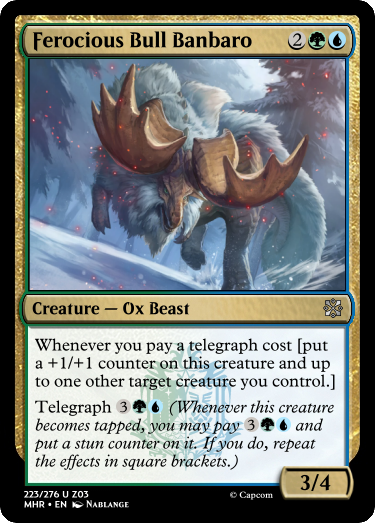 Ferocious Bull Banbaro 2
Creature — Ox Beast
Whenever you pay a telegraph cost [put
a +1/+1 counter on this creature and up
to one other target creature you control.]
Telegraph 3 (Whenever this creature
becomes tapped, you may pay 3 and
put a stun counter on it. If you do, repeat
the effects in square brackets.)
3/4
223/276 U Z03
MHR • EN Nablange
© Capcom